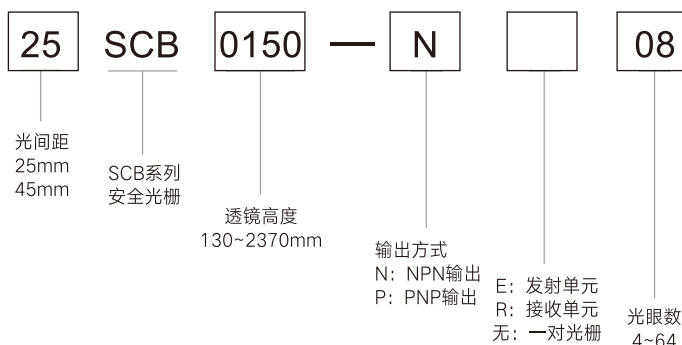 25 SCB 0150 — N 08
光间距
25mm
45mm
SCB系列
安全光栅
透镜高度
130~2370mm
输出方式
N: NPN输出
P: PNP输出
E: 发射单元
R: 接收单元
无: 一对光栅
光眼数
4~64